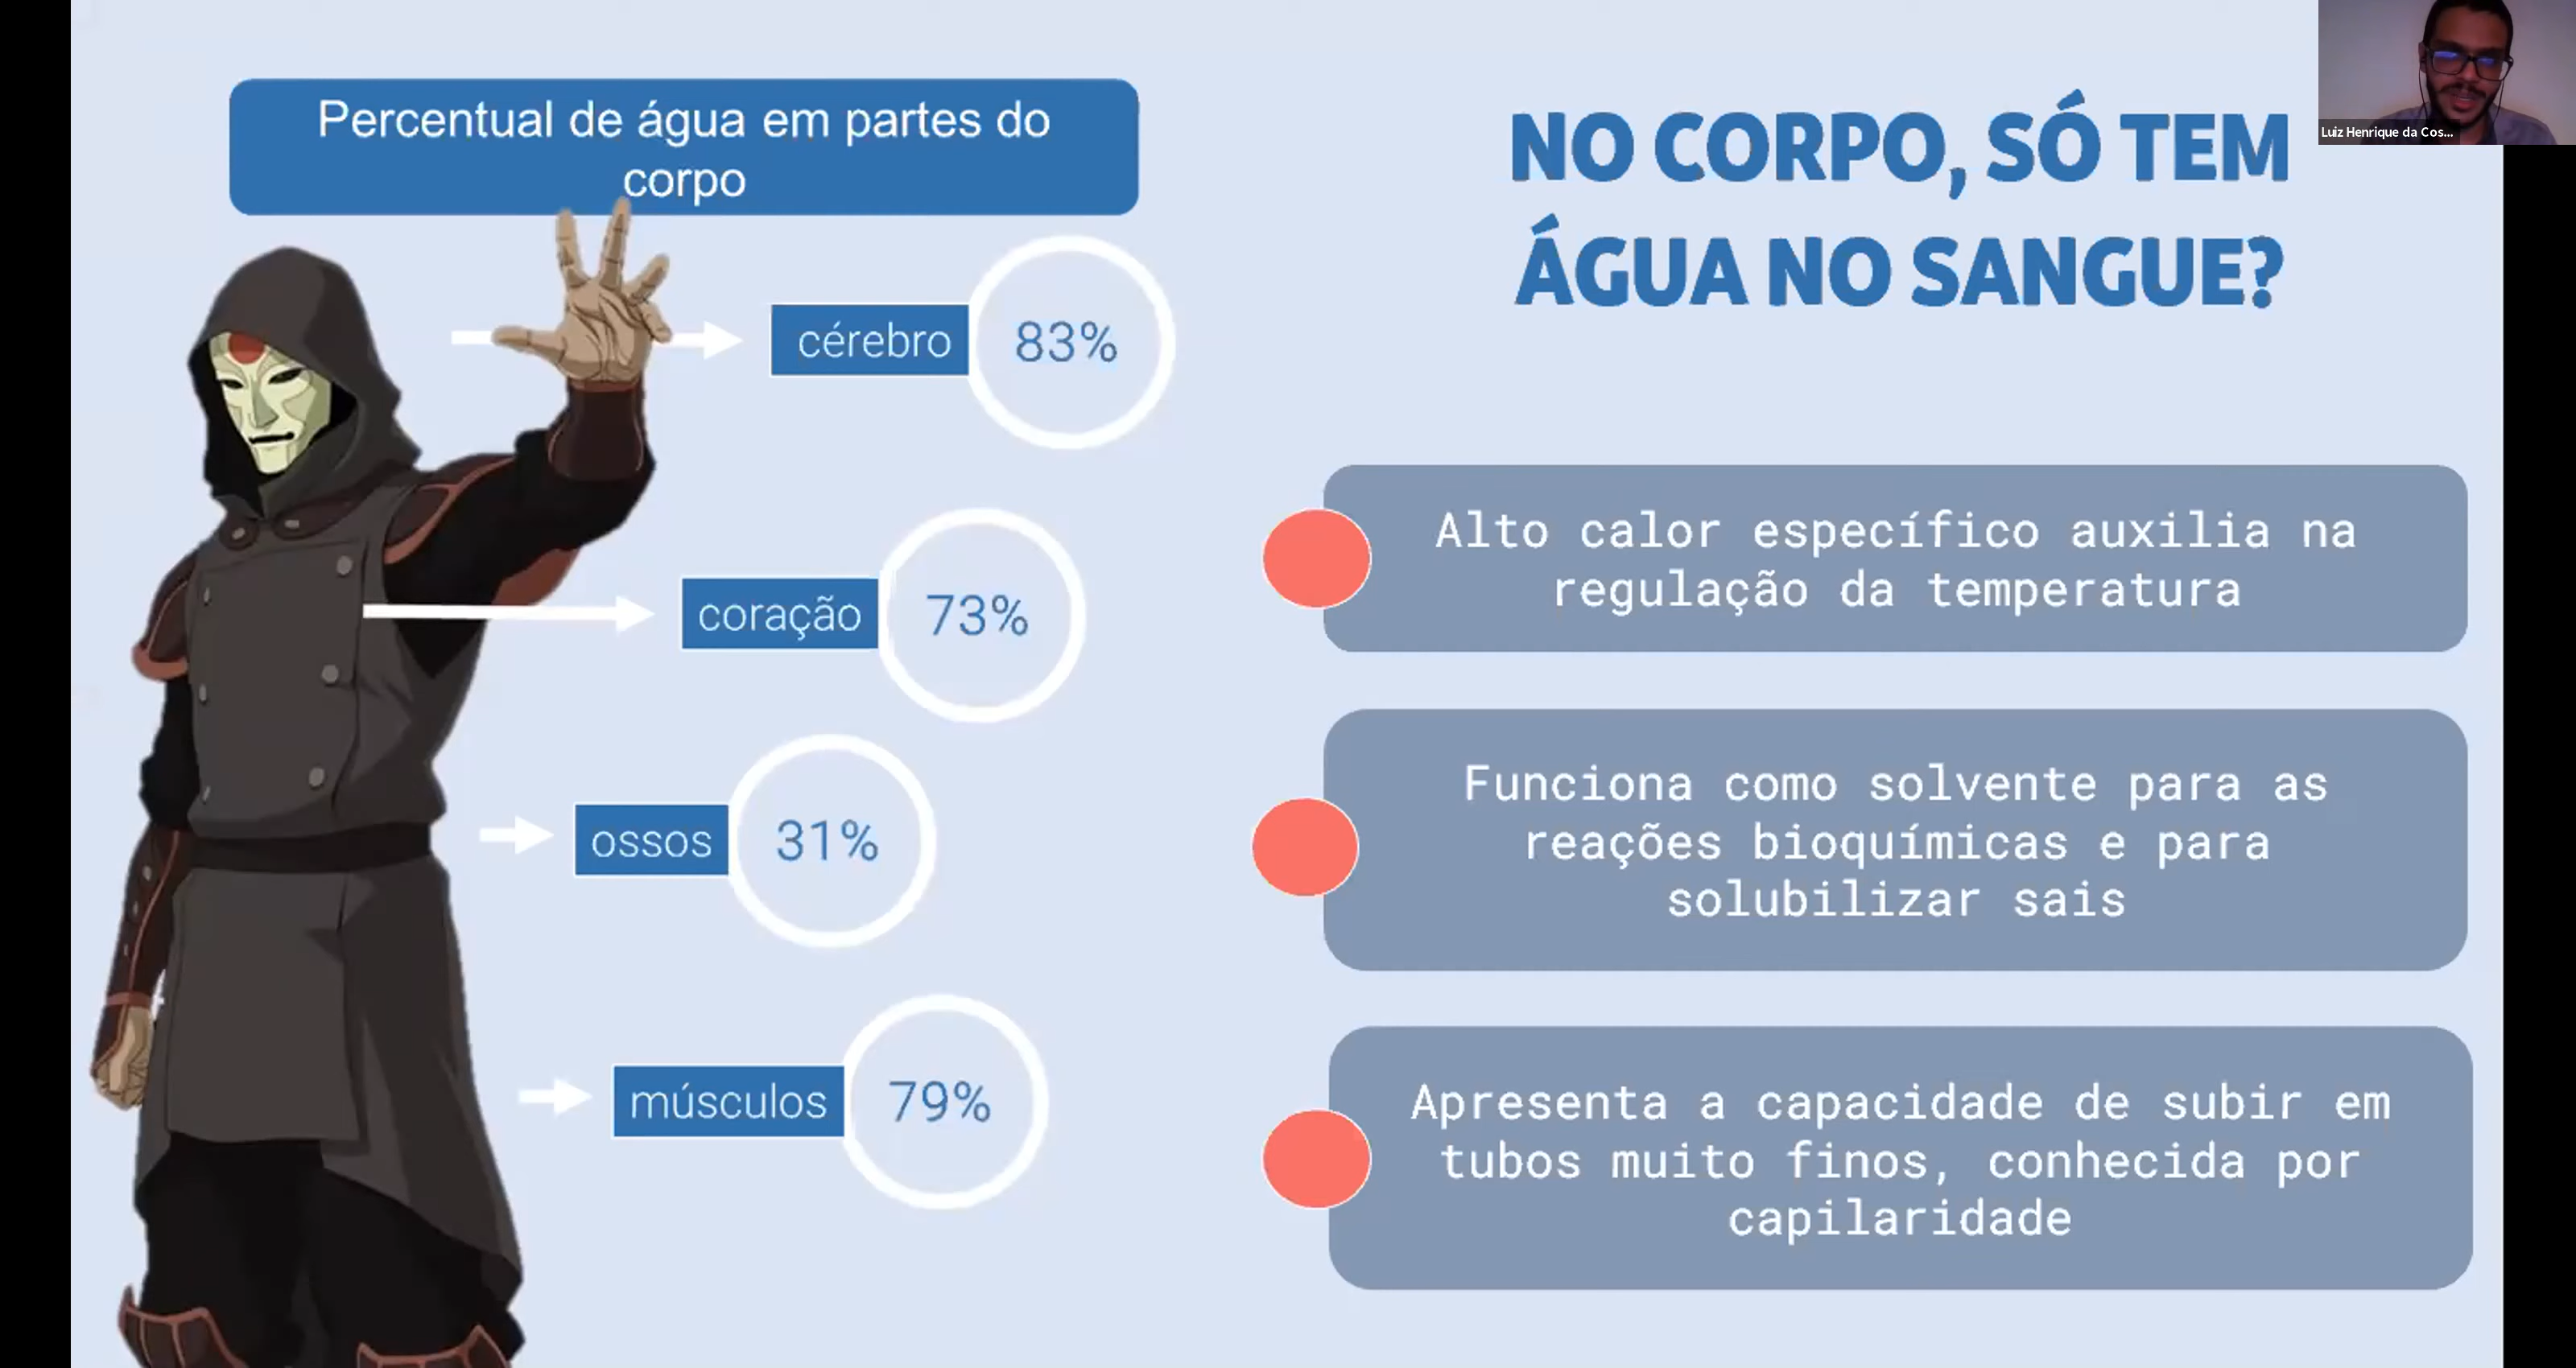 Percentual de água em partes do
corpo
cérebro
83%
coração
73%
ossos
31%
músculos
79%
NO CORPO, SÓ TEM
ÁGUA NO SANGUE?
Luiz Henrique da Cos...
Alto calor específico auxilia na
regulação da temperatura
Funciona como solvente para as
reações bioquímicas e para
solubilizar sais
Apresenta a capacidade de subir em
tubos muito finos, conhecida por
capilaridade